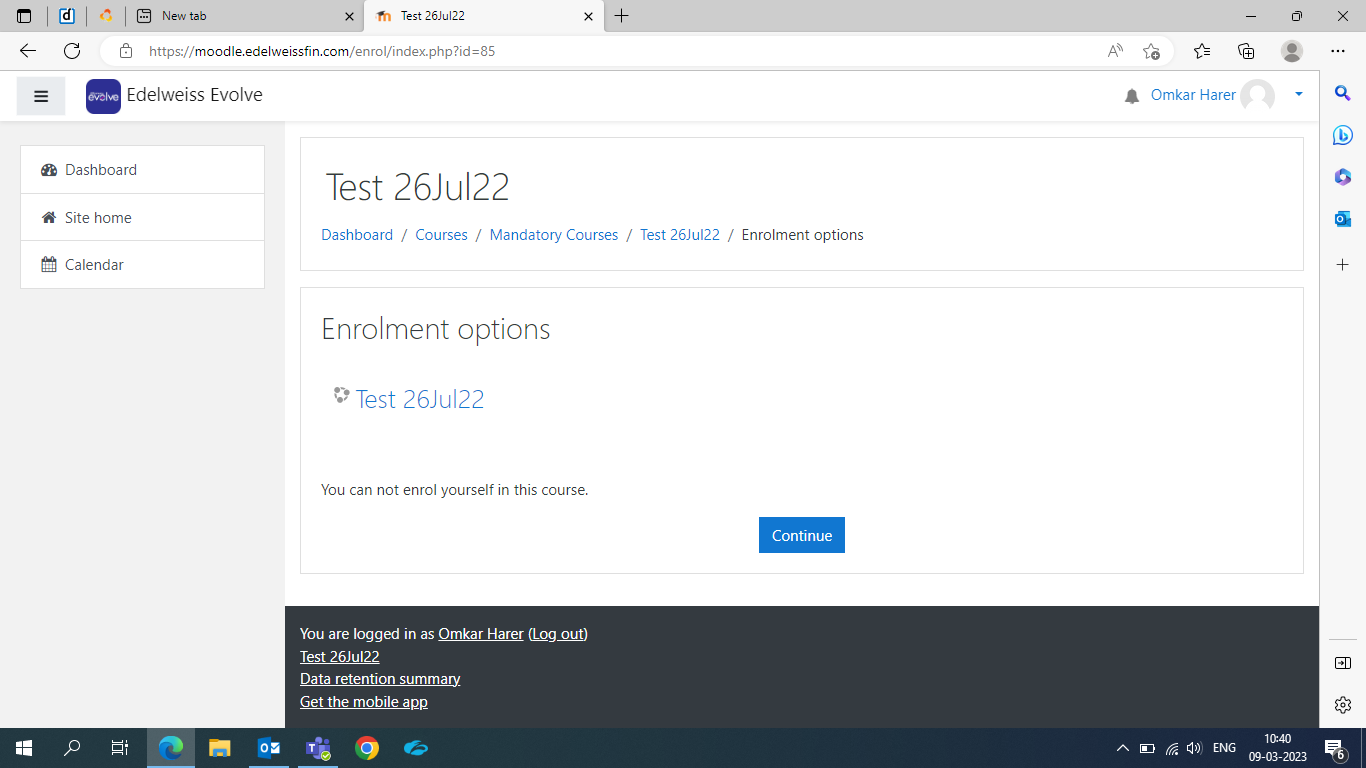 New tab
Test 26Jul22
https://moodle.edelweissfin.com/enrol/index.php?id=85
evolve Edelweiss Evolve
Omkar Harer
Dashboard
Site home
Calendar
Test 26Jul22
Dashboard / Courses / Mandatory Courses / Test 26Jul22 / Enrolment options
Enrolment options
Test 26Jul22
You can not enrol yourself in this course.
Continue
You are logged in as Omkar Harer (Log out)
Test 26Jul22
Data retention summary
Get the mobile app
ENG
10:40
09-03-2023
6